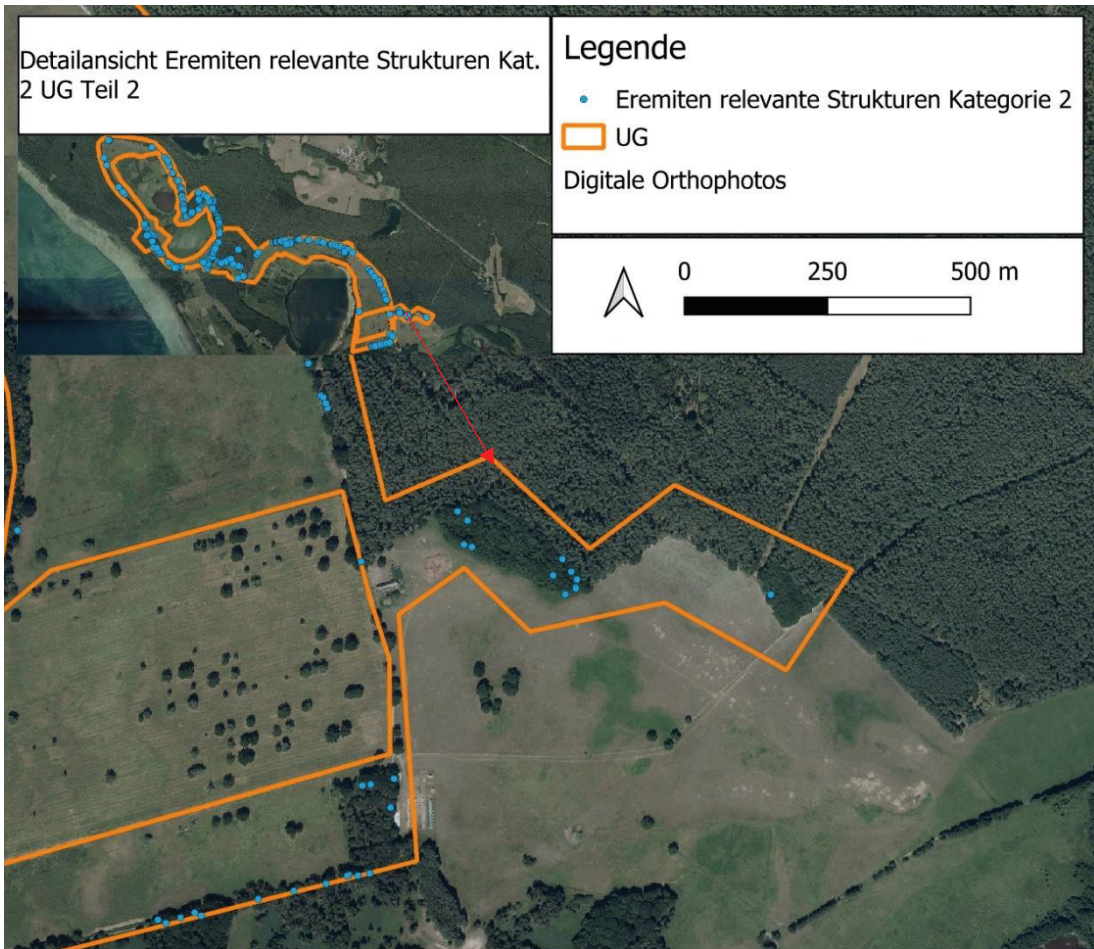 Detailansicht Eremiten relevante Strukturen Kat.
2 UG Teil 2
Legende
Eremiten relevante Strukturen Kategorie 2
UG
Digitale Orthophotos
0 250 500 m